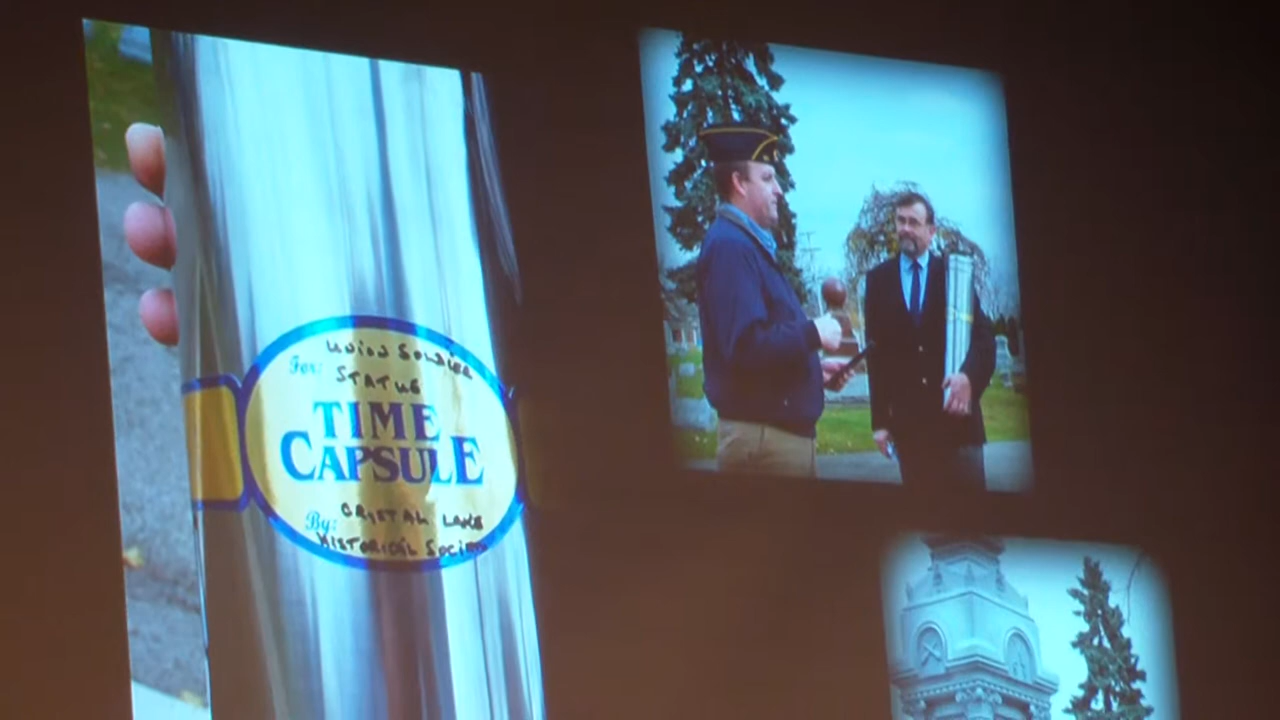 For: UNION SOLDIER
STATUE
TIME
CAPSULE
By: CRYSTAL LAKE
HISTORICAL SOCIETY